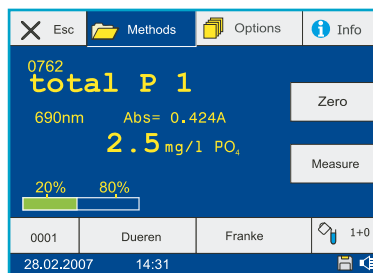 Esc Methods Options Info
0762
total P 1
690nm Abs= 0.424A
Zero
2.5 mg/l PO₄
Measure
20% 80%
0001 Dueren Franke 1+0
28.02.2007 14:31